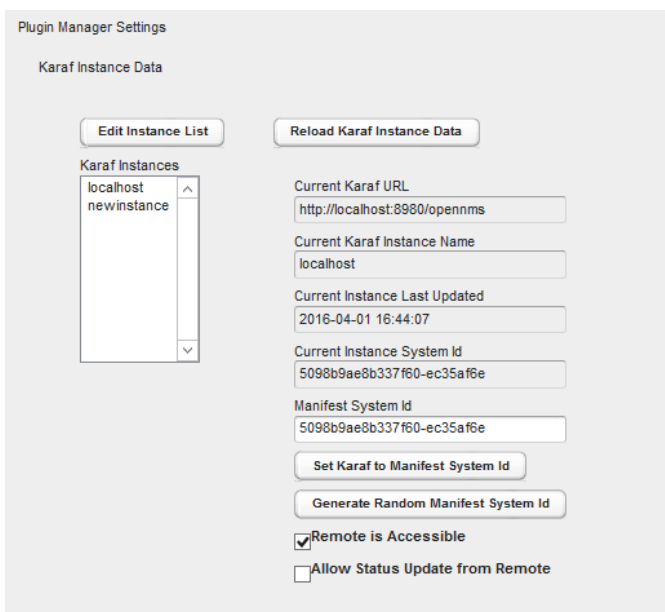 Plugin Manager Settings
Karaf Instance Data
Edit Instance List
Reload Karaf Instance Data
Karaf Instances
localhost
newinstance
Current Karaf URL
http://localhost:8980/opennms
Current Karaf Instance Name
localhost
Current Instance Last Updated
2016-04-01 16:44:07
Current Instance System Id
5098b9ae8b337f60-ec35af6e
Manifest System Id
5098b9ae8b337f60-ec35af6e
Set Karaf to Manifest System Id
Generate Random Manifest System Id
Remote is Accessible
Allow Status Update from Remote